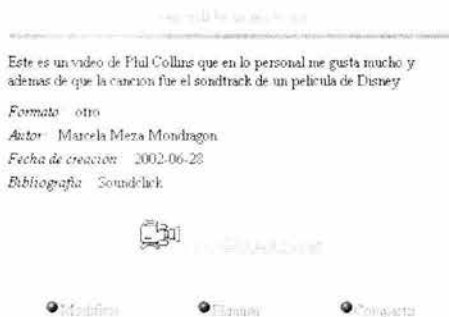 Este es un video de Phil Collins que en lo personal me gusta mucho y
ademas de que la cancion fue el sondtrack de un pelicula de Disney
Formato otro
Autor Marcela Meza Mondragon
Fecha de creacion 2002-06-28
Bibliografia Soundclick
Modificar Eliminar Compartir